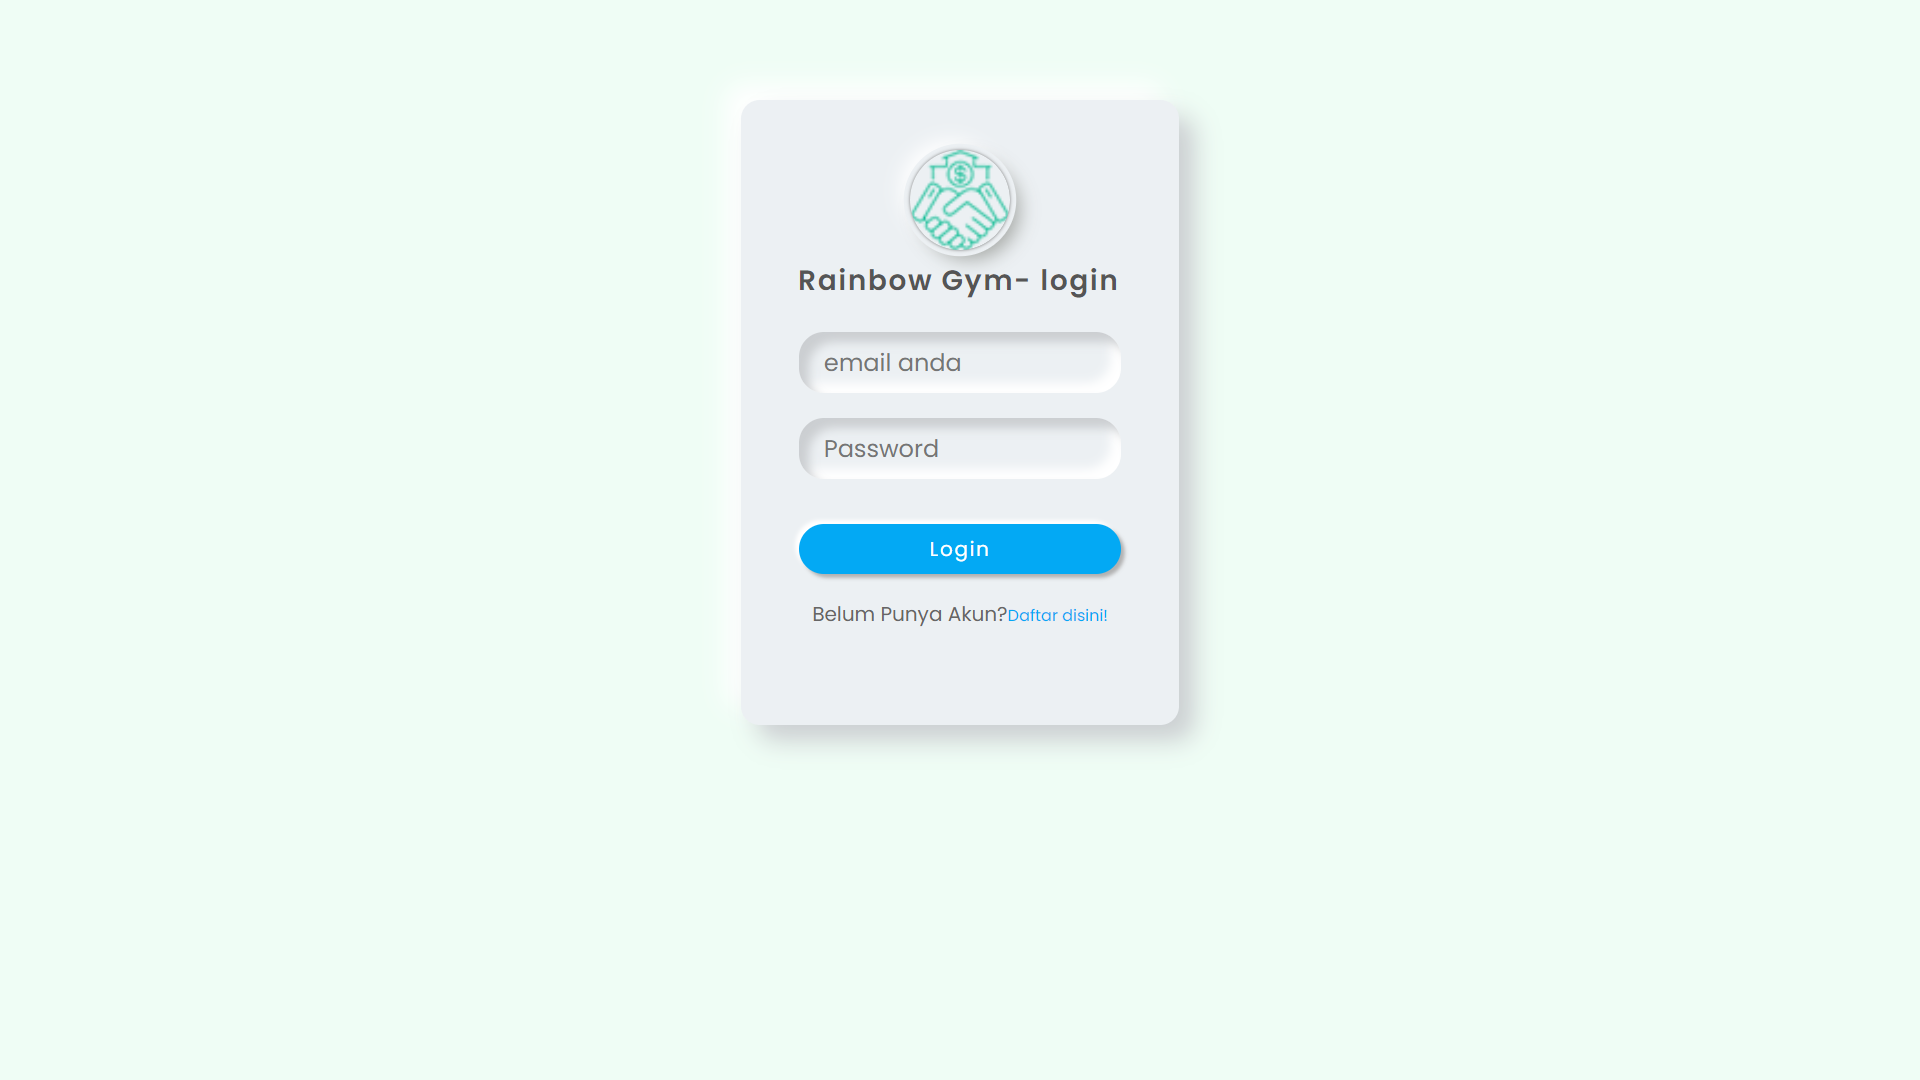 Rainbow Gym- login
email anda
Password
Login
Belum Punya Akun?Daftar disini!